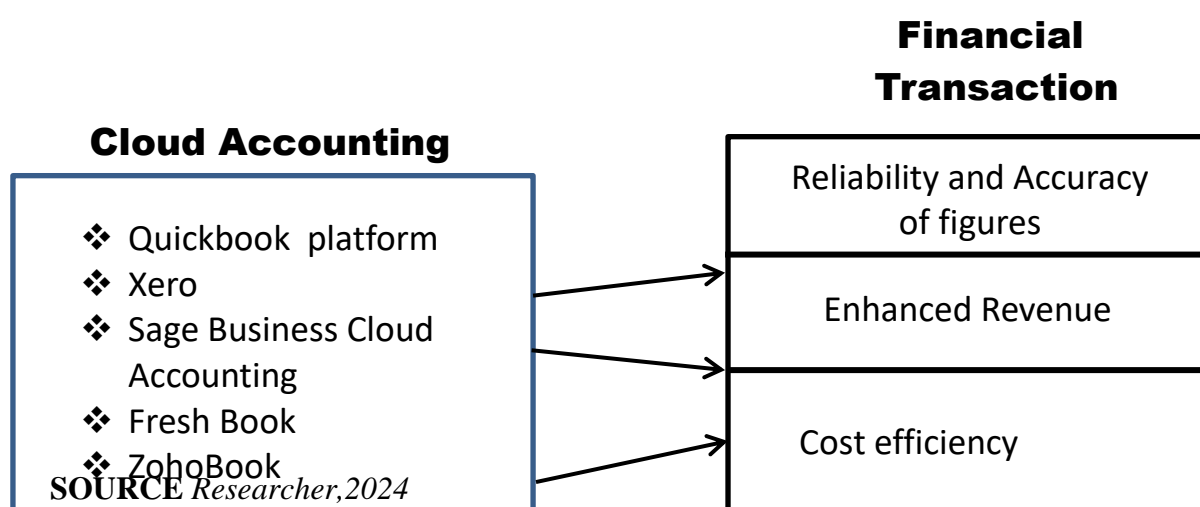 Financial
Transaction
Cloud Accounting
Reliability and Accuracy
of figures
❖ Quickbook platform
❖ Xero
❖ Sage Business Cloud
Accounting
❖ Fresh Book
❖ ZohoBook
Enhanced Revenue
Cost efficiency
SOURCE Researcher,2024